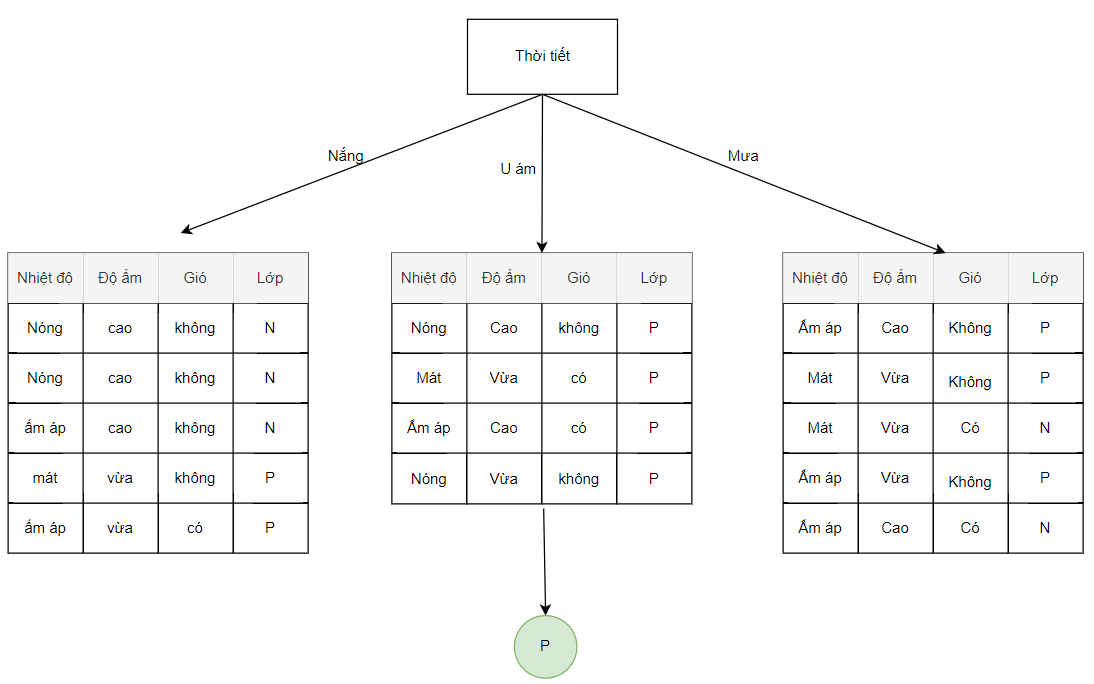 Thời tiết
Nắng
U ám
Mưa
Nhiệt độ Độ ẩm Gió Lớp
Nóng cao không N
Nóng cao không N
ấm áp cao không N
mát vừa không P
ấm áp vừa có P
Nhiệt độ Độ ẩm Gió Lớp
Nóng Cao không P
Mát Vừa có P
Ấm áp Cao có P
Nóng Vừa không P
Nhiệt độ Độ ẩm Gió Lớp
Ấm áp Cao Không P
Mát Vừa Không P
Mát Vừa Có N
Ấm áp Vừa Không P
Ấm áp Cao Có N
P